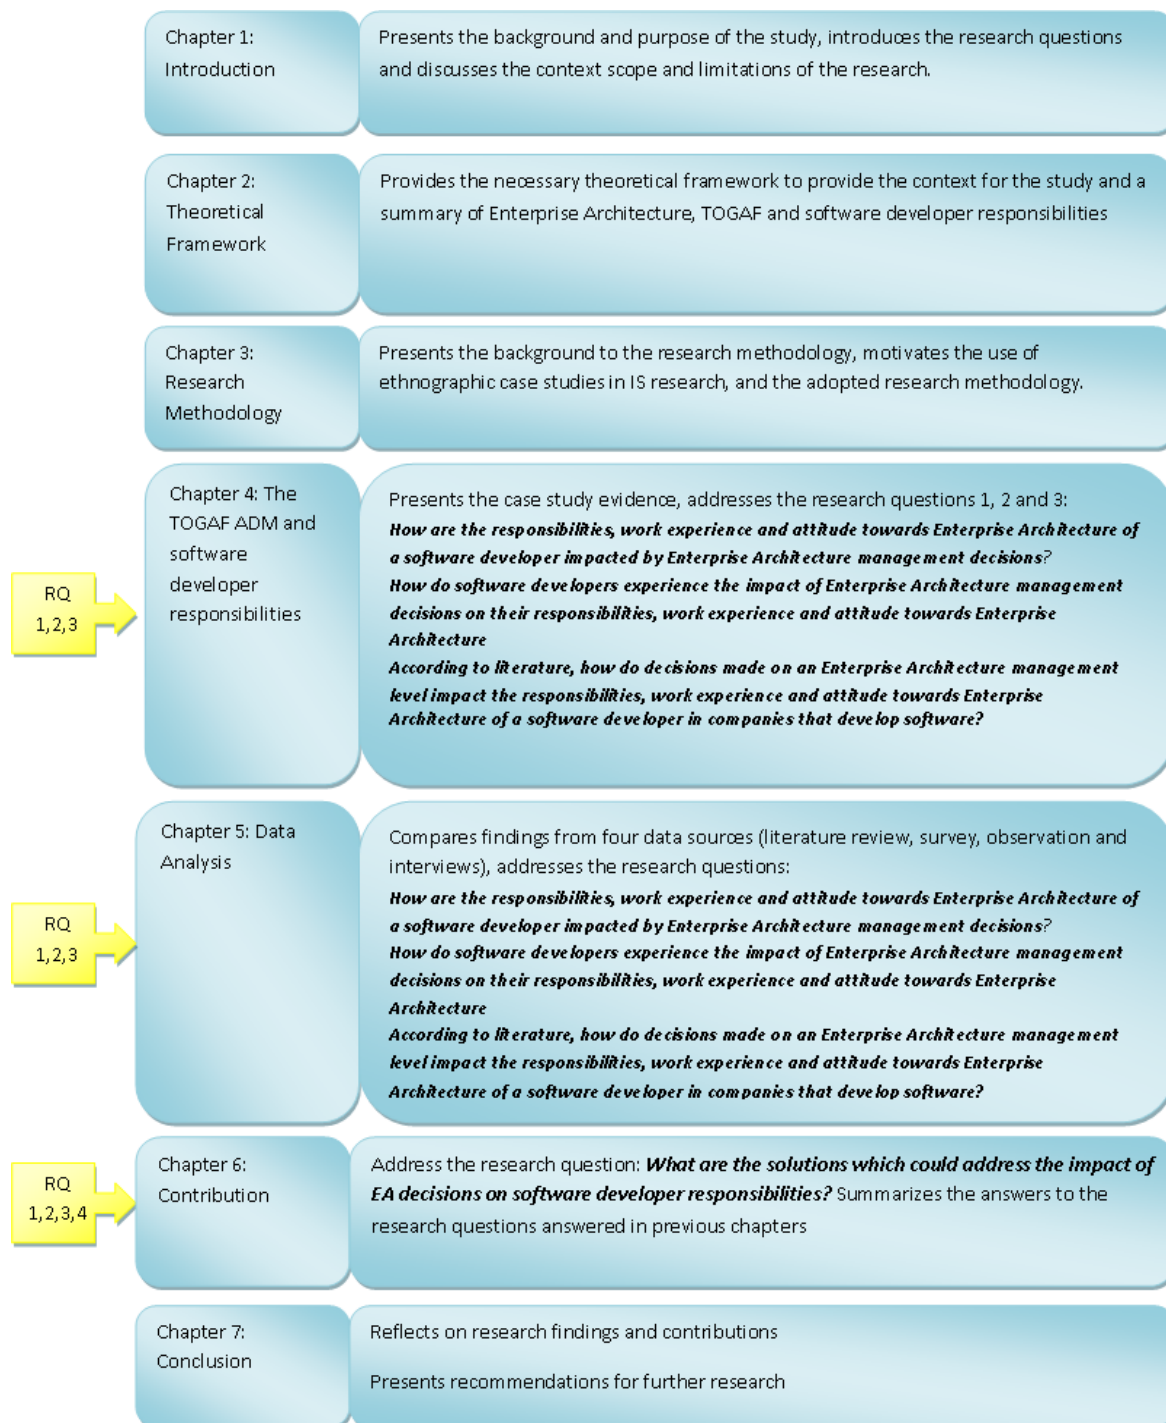 Chapter 1:
Introduction
Presents the background and purpose of the study, introduces the research questions
and discusses the context scope and limitations of the research.
Chapter 2:
Theoretical
Framework
Provides the necessary theoretical framework to provide the context for the study and a
summary of Enterprise Architecture, TOGAF and software developer responsibilities
Chapter 3:
Research
Methodology
Presents the background to the research methodology, motivates the use of
ethnographic case studies in IS research, and the adopted research methodology.
RQ
1,2,3
Chapter 4: The
TOGAF ADM and
software
developer
responsibilities
Presents the case study evidence, addresses the research questions 1, 2 and 3:
How are the responsibilities, work experience and attitude towards Enterprise Architecture of
a software developer impacted by Enterprise Architecture management decisions?
How do software developers experience the impact of Enterprise Architecture management
decisions on their responsibilities, work experience and attitude towards Enterprise
Architecture
According to literature, how do decisions made on an Enterprise Architecture management
level impact the responsibilities, work experience and attitude towards Enterprise
Architecture of a software developer in companies that develop software?
RQ
1,2,3
Chapter 5: Data
Analysis
Compares findings from four data sources (literature review, survey, observation and
interviews), addresses the research questions:
How are the responsibilities, work experience and attitude towards Enterprise Architecture of
a software developer impacted by Enterprise Architecture management decisions?
How do software developers experience the impact of Enterprise Architecture management
decisions on their responsibilities, work experience and attitude towards Enterprise
Architecture
According to literature, how do decisions made on an Enterprise Architecture management
level impact the responsibilities, work experience and attitude towards Enterprise
Architecture of a software developer in companies that develop software?
RQ
1,2,3,4
Chapter 6:
Contribution
Address the research question: What are the solutions which could address the impact of
EA decisions on software developer responsibilities? Summarizes the answers to the
research questions answered in previous chapters
Chapter 7:
Conclusion
Reflects on research findings and contributions
Presents recommendations for further research